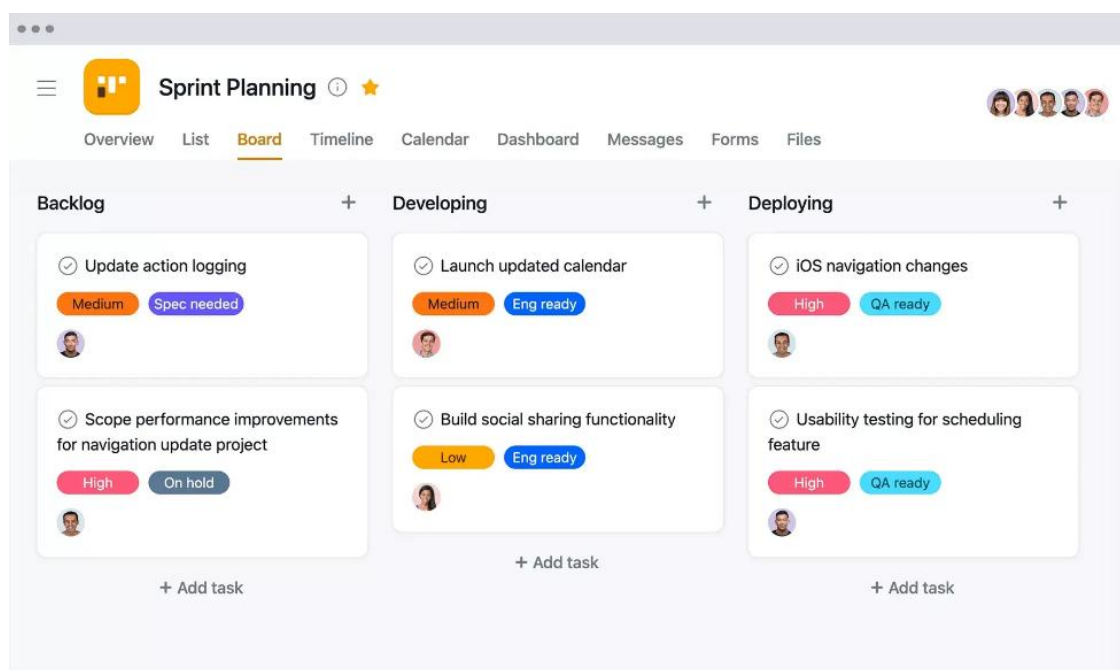 Sprint Planning
Overview List Board Timeline Calendar Dashboard Messages Forms Files
Backlog
Update action logging
Medium Spec needed
Scope performance improvements
for navigation update project
High On hold
+ Add task
Developing
Launch updated calendar
Medium Eng ready
Build social sharing functionality
Low Eng ready
+ Add task
Deploying
iOS navigation changes
High QA ready
Usability testing for scheduling
feature
High QA ready
+ Add task